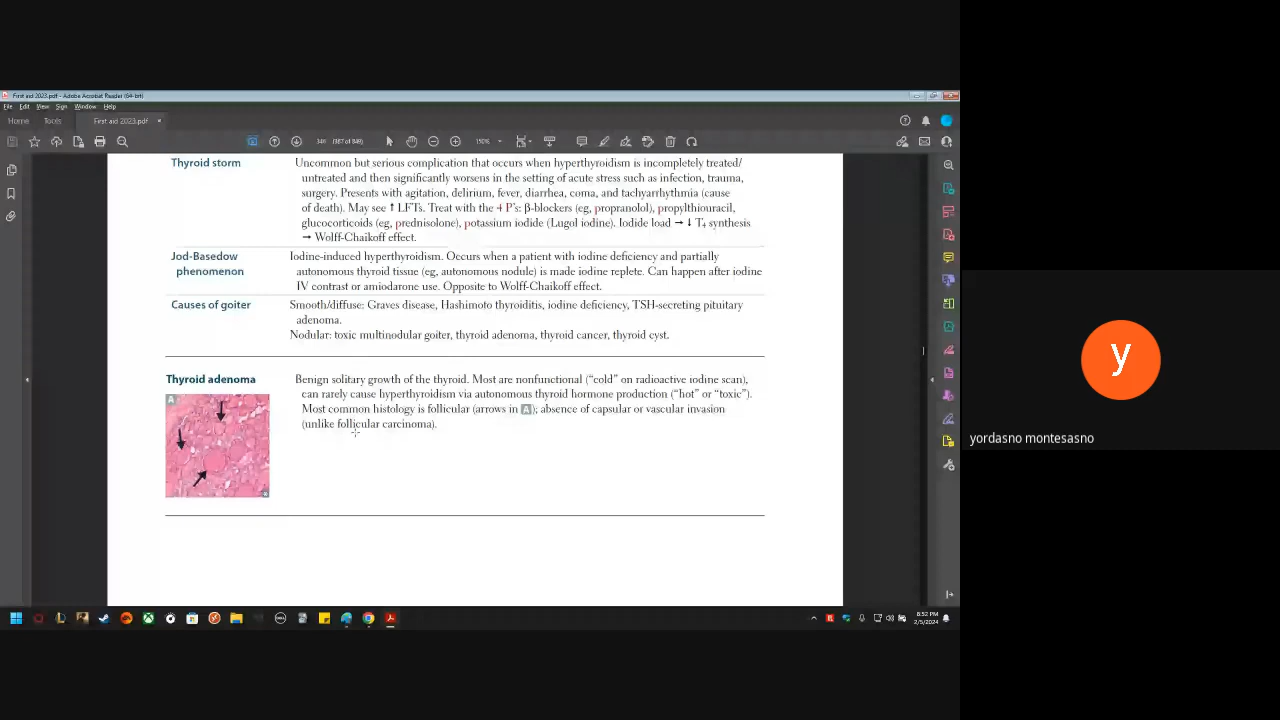 First aid 2023.pdf - Adobe Acrobat Reader (64-bit)
File Edit View Sign Window Help
Home Tools First aid 2023.pdf ×
(387 of 849) 150%
Thyroid storm
Uncommon but serious complication that occurs when hyperthyroidism is incompletely treated/
untreated and then significantly worsens in the setting of acute stress such as infection, trauma,
surgery. Presents with agitation, delirium, fever, diarrhea, coma, and tachyarrhythmia (cause
of death). May see ↑ LFTs. Treat with the 4 P's: β-blockers (eg, propranolol), propylthiouracil,
glucocorticoids (eg, prednisolone), potassium iodide (Lugol iodine). Iodide load → ↓ T₄ synthesis
→ Wolff-Chaikoff effect.
Jod-Basedow
phenomenon
Iodine-induced hyperthyroidism. Occurs when a patient with iodine deficiency and partially
autonomous thyroid tissue (eg, autonomous nodule) is made iodine replete. Can happen after iodine
IV contrast or amiodarone use. Opposite to Wolff-Chaikoff effect.
Causes of goiter
Smooth/diffuse: Graves disease, Hashimoto thyroiditis, iodine deficiency, TSH-secreting pituitary
adenoma.
Nodular: toxic multinodular goiter, thyroid adenoma, thyroid cancer, thyroid cyst.
Thyroid adenoma
A
Benign solitary growth of the thyroid. Most are nonfunctional (“cold” on radioactive iodine scan),
can rarely cause hyperthyroidism via autonomous thyroid hormone production (“hot” or “toxic”).
Most common histology is follicular (arrows in A); absence of capsular or vascular invasion
(unlike follicular carcinoma).
y
yordasno montesasno
8:52 PM
2/5/2024